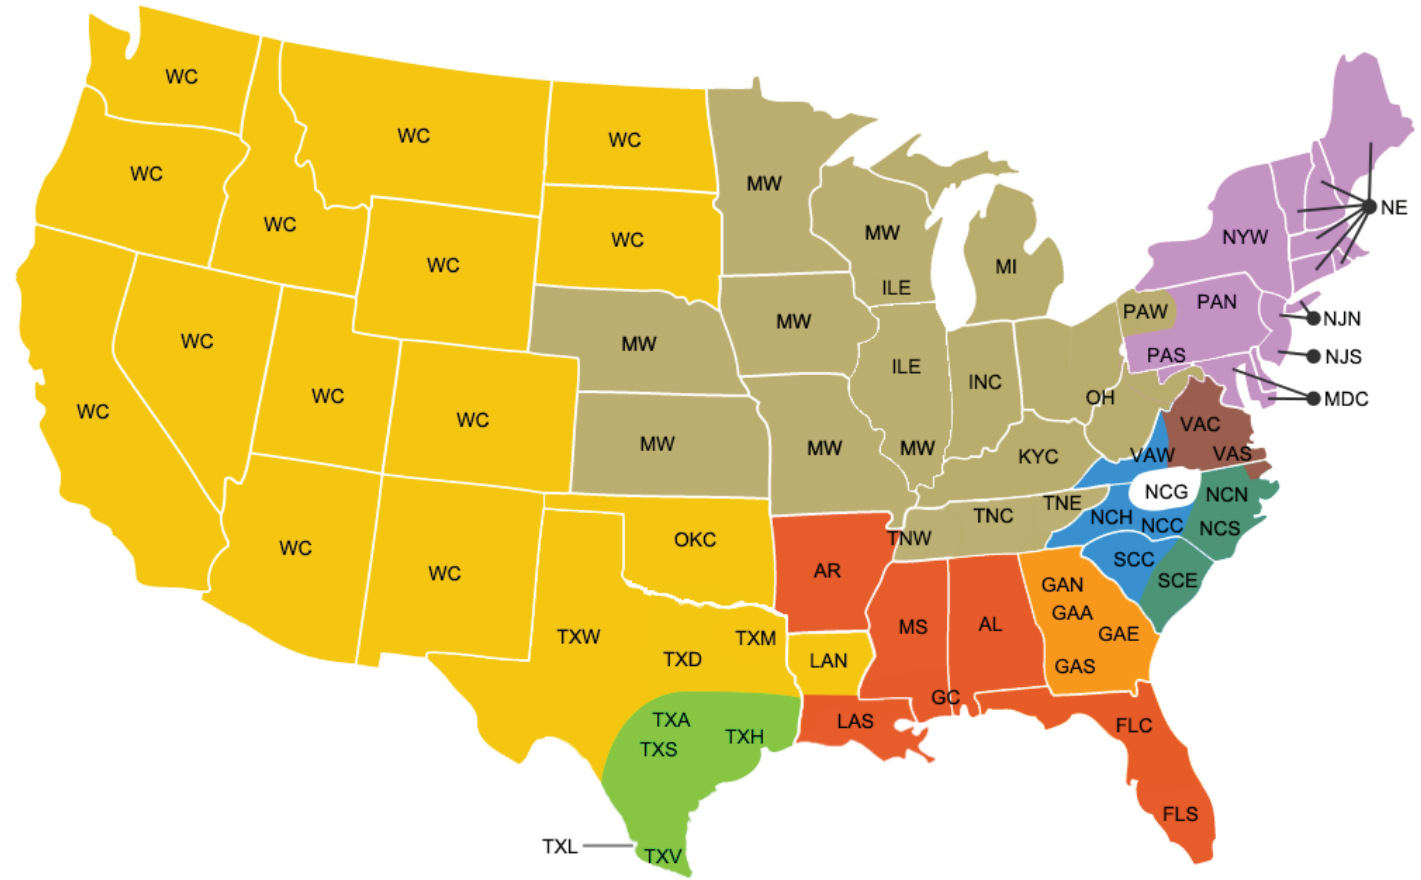 WC
WC
WC
WC
MW
WC
NE
MW
NYW
WC
WC
MI
WC
ILE
PAN
PAW
NJN
MW
WC
MW
PAS
NJS
ILE
INC
WC
OH
MDC
WC
WC
VAC
MW
MW
MW
KYC
VAW
VAS
NCG
NCN
TNE
TNC
NCH
NCC
NCS
WC
OKC
TNW
SCC
WC
AR
SCE
GAN
GAA
MS
AL
GAE
TXW
TXM
TXD
LAN
GAS
GC
TXA
LAS
FLC
TXH
TXS
FLS
TXL
TXV